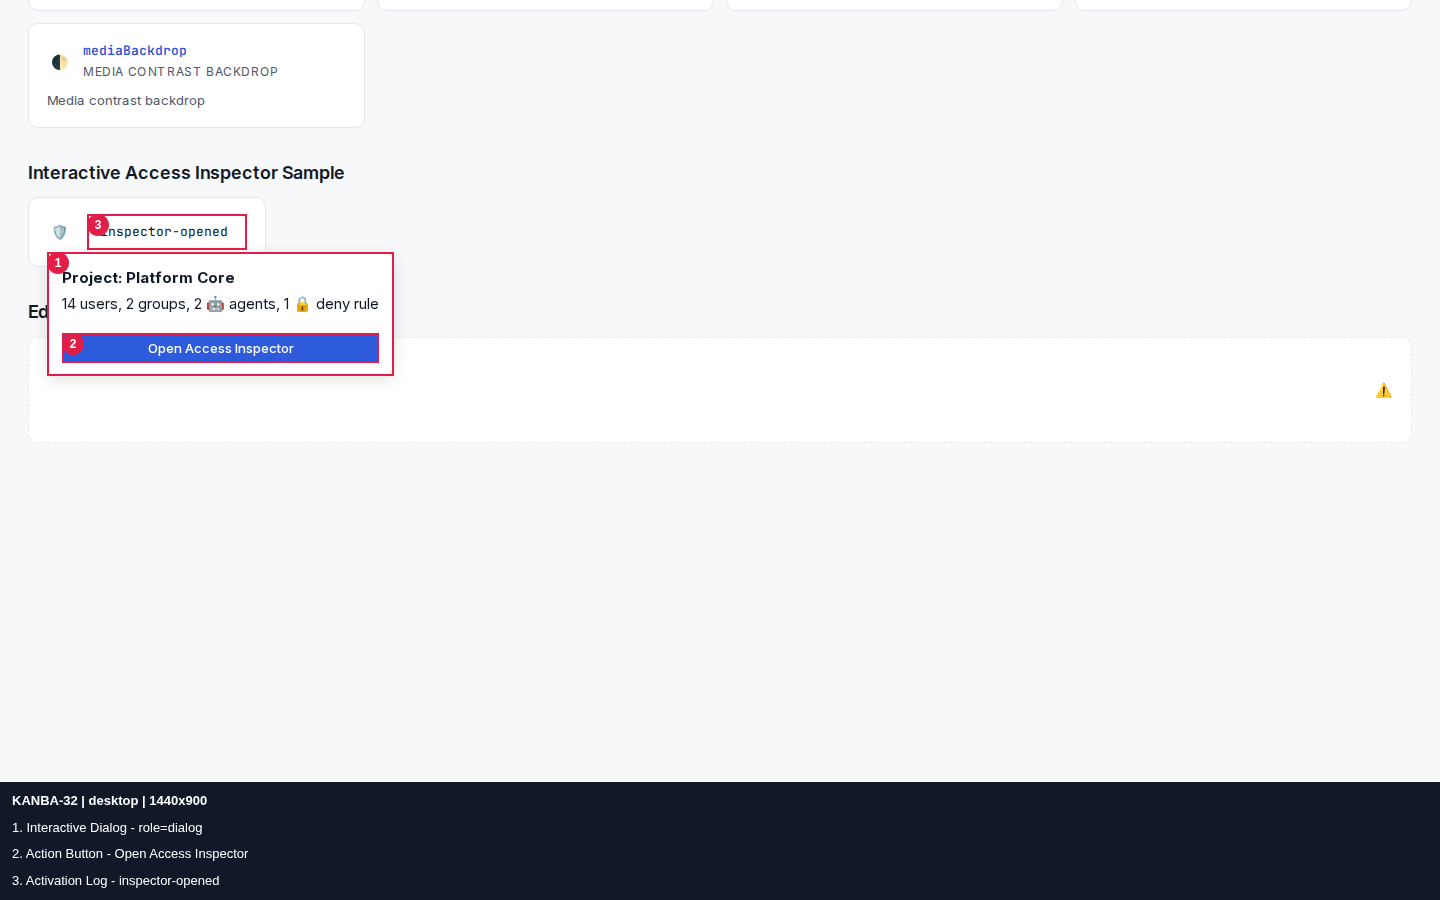 mediaBackdrop
MEDIA CONTRAST BACKDROP
Media contrast backdrop
Interactive Access Inspector Sample
3
inspector-opened
1
Project: Platform Core
14 users, 2 groups, 2 🤖 agents, 1 🔒 deny rule
Ed
2
Open Access Inspector
KANBA-32 | desktop | 1440x900
1. Interactive Dialog - role=dialog
2. Action Button - Open Access Inspector
3. Activation Log - inspector-opened